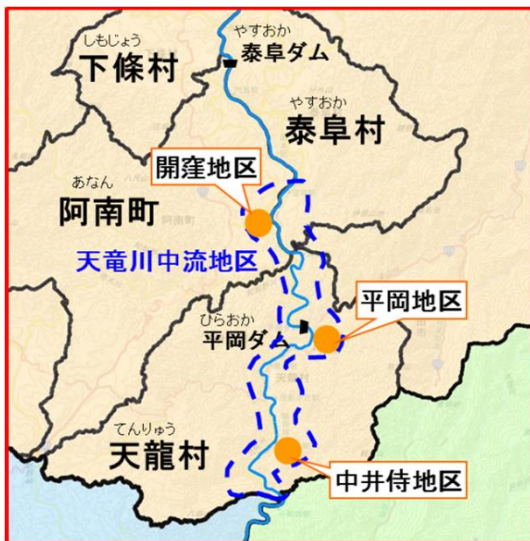 やすおか
泰阜ダム
しもじょう
下條村
やすおか
泰阜村
開窪地区
あなん
阿南町
天竜川中流地区
ひらおか
平岡ダム
平岡地区
てんりゅう
天龍村
中井侍地区